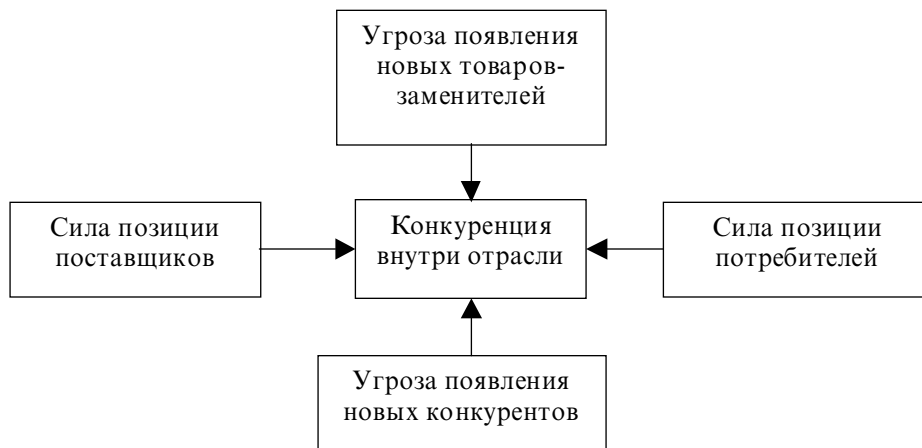 Угроза появления
новых товаров-
заменителей
Сила позиции
поставщиков
Конкуренция
внутри отрасли
Сила позиции
потребителей
Угроза появления
новых конкурентов